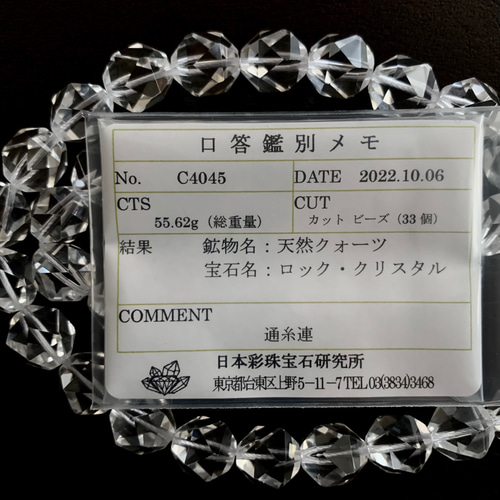 口答鑑別メモ
No. C4045 DATE 2022.10.06
CTS CUT
55.62g（総重量） カット ビーズ（33 個）
結果 鉱物名：天然クォーツ
宝石名：ロック・クリスタル
COMMENT
通糸連
日本彩珠宝石研究所
東京都台東区上野5-11-7 TEL 03(3834)3468